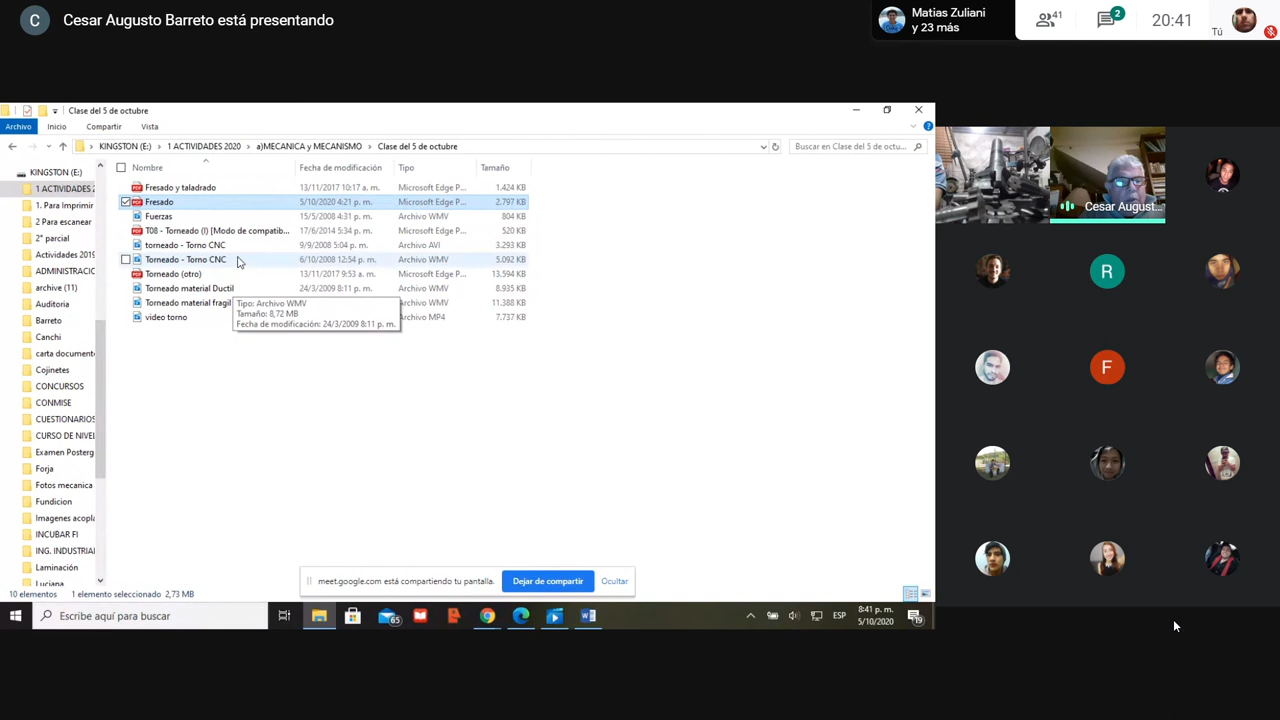 C Cesar Augusto Barreto está presentando
Matias Zuliani
y 23 más
41
2
20:41
Tú
Clase del 5 de octubre
Archivo Inicio Compartir Vista
KINGSTON (E:) 1 ACTIVIDADES 2020 a)MECANICA y MECANISMO Clase del 5 de octubre
Buscar en Clase del 5 de octu...
Nombre Fecha de modificación Tipo Tamaño
KINGSTON (E:)
1 ACTIVIDADES 2
1. Para Imprimir
2 Para escanear
2° parcial
Actividades 2019
ADMINISTRACIO
archive (11)
Auditoria
Barreto
Canchi
carta documento
Cojinetes
CONCURSOS
CONMISE
CUESTIONARIOS
CURSO DE NIVEL
Examen Posterg
Forja
Fotos mecanica
Fundicion
Imagenes acopla
INCUBAR FI
ING. INDUSTRIA
Laminación
Luciana
Fresado y taladrado 13/11/2017 10:17 a. m. Microsoft Edge P... 1.424 KB
Fresado 5/10/2020 4:21 p. m. Microsoft Edge P... 2.797 KB
Fuerzas 15/5/2008 4:31 p. m. Archivo WMV 804 KB
T08 - Torneado (I) [Modo de compatib... 17/6/2014 5:34 p. m. Microsoft Edge P... 520 KB
torneado - Torno CNC 9/9/2008 5:04 p. m. Archivo AVI 3.293 KB
Torneado - Torno CNC 6/10/2008 12:54 p. m. Archivo WMV 5.092 KB
Torneado (otro) 13/11/2017 9:53 a. m. Microsoft Edge P... 13.594 KB
Torneado material Ductil 24/3/2009 8:11 p. m. Archivo WMV 8.935 KB
Torneado material fragil Archivo WMV 11.388 KB
video torno Archivo MP4 7.737 KB
Tipo: Archivo WMV
Tamaño: 8,72 MB
Fecha de modificación: 24/3/2009 8:11 p. m.
Cesar August...
R
F
meet.google.com está compartiendo tu pantalla. Dejar de compartir Ocultar
10 elementos 1 elemento seleccionado 2,73 MB
Escribe aquí para buscar
65
ESP
8:41 p. m.
5/10/2020
19